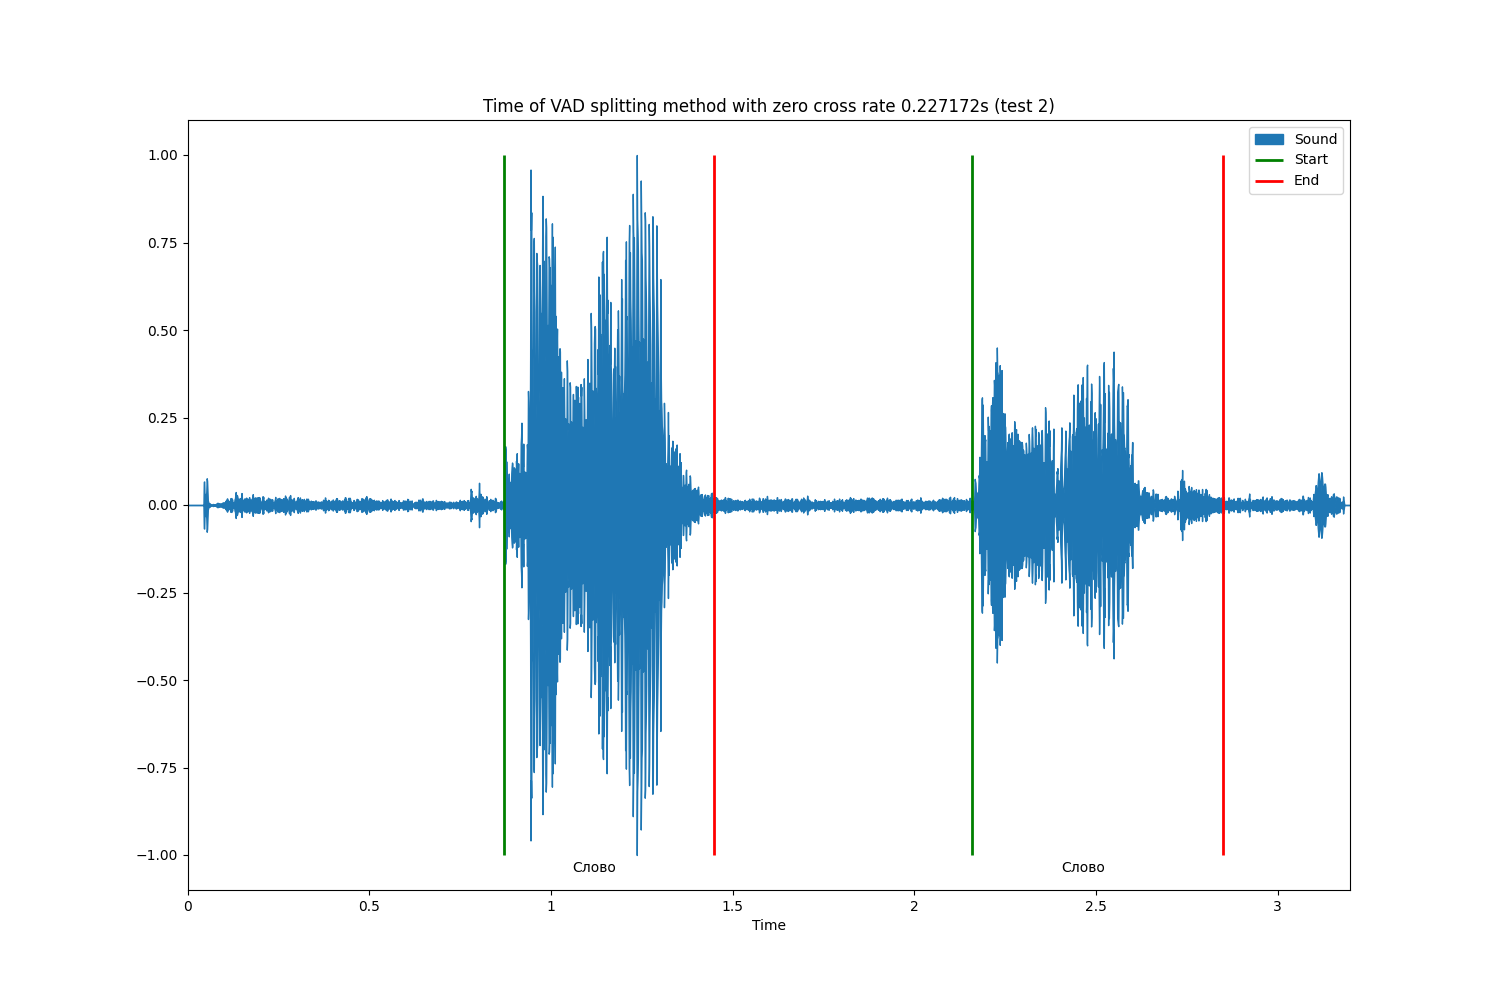 Time of VAD splitting method with zero cross rate 0.227172s (test 2)
Sound
Start
End
1.00
0.75
0.50
0.25
0.00
−0.25
−0.50
−0.75
−1.00
Слово
Слово
0
0.5
1
1.5
2
2.5
3
Time